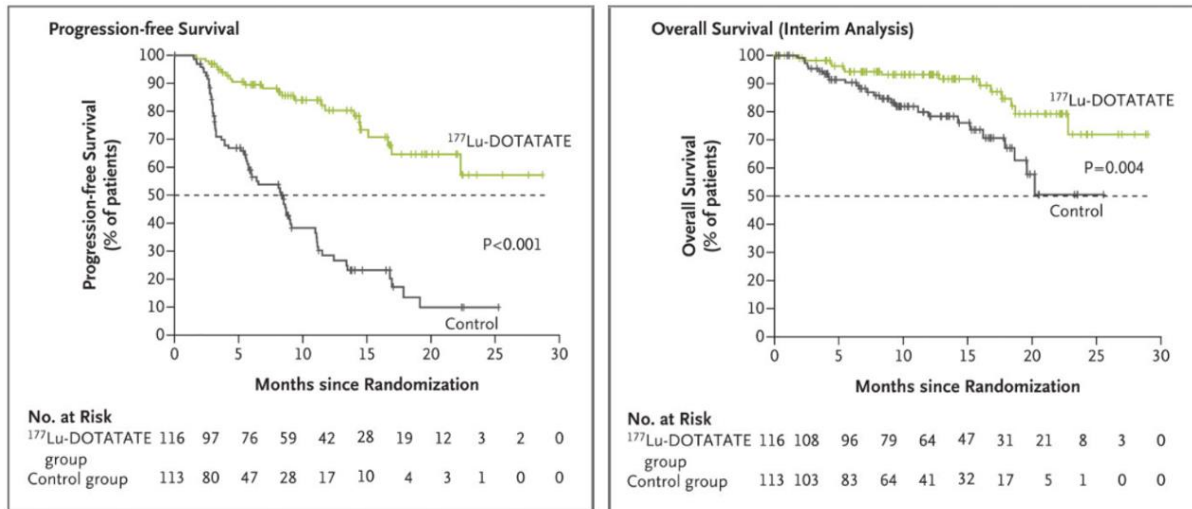 Progression-free Survival
Progression-free Survival
(% of patients)
100
90
80
70
60
50
40
30
20
10
0
¹⁷⁷Lu-DOTATATE
P<0.001
Control
0 5 10 15 20 25 30
Months since Randomization
No. at Risk
¹⁷⁷Lu-DOTATATE 116 97 76 59 42 28 19 12 3 2 0
group
Control group 113 80 47 28 17 10 4 3 1 0 0
Overall Survival (Interim Analysis)
Overall Survival
(% of patients)
100
90
80
70
60
50
40
30
20
10
0
¹⁷⁷Lu-DOTATATE
P=0.004
Control
0 5 10 15 20 25 30
Months since Randomization
No. at Risk
¹⁷⁷Lu-DOTATATE 116 108 96 79 64 47 31 21 8 3 0
group
Control group 113 103 83 64 41 32 17 5 1 0 0